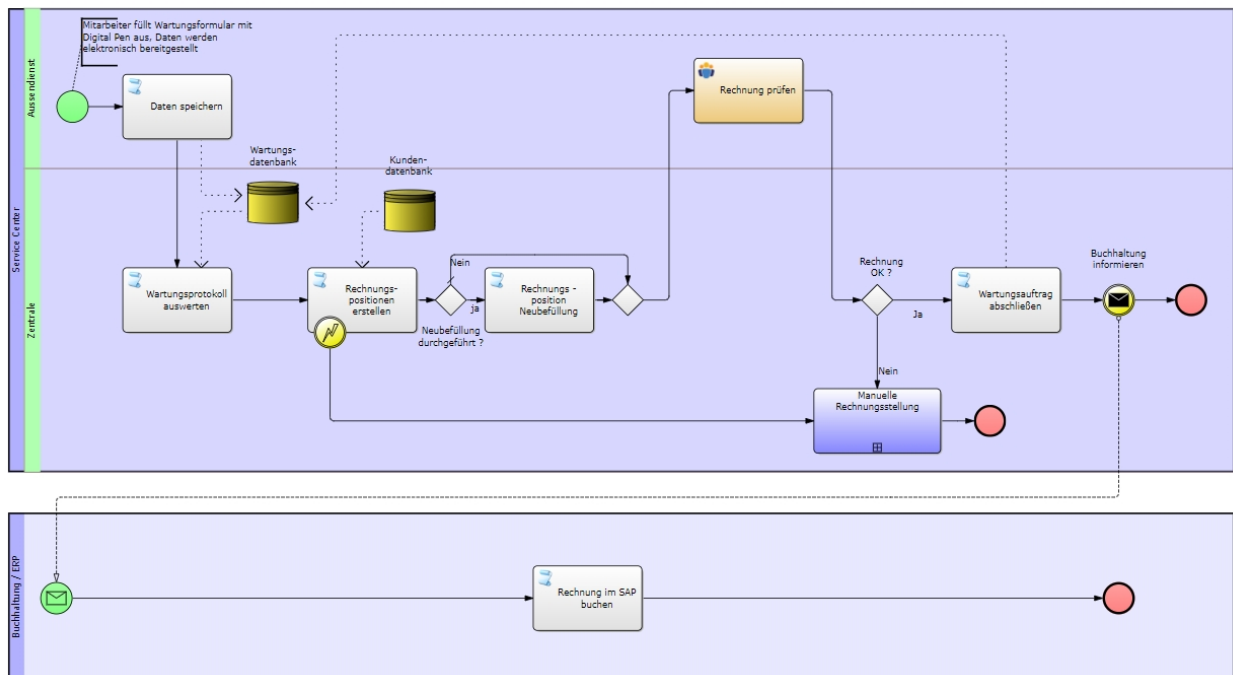 Mitarbeiter füllt Wartungsformular mit
Digital Pen aus, Daten werden
elektronisch bereitgestellt
Aussendienst
Daten speichern
Rechnung prüfen
Service Center
Wartungs-
datenbank
Kunden-
datenbank
Zentrale
Wartungsprotokoll
auswerten
Rechnungs-
positionen
erstellen
Nein
ja
Neubefüllung
durchgeführt ?
Rechnungs -
position
Neubefüllung
Rechnung
OK ?
Ja
Nein
Wartungsauftrag
abschließen
Buchhaltung
informieren
Manuelle
Rechnungsstellung
Buchhaltung / ERP
Rechnung im SAP
buchen